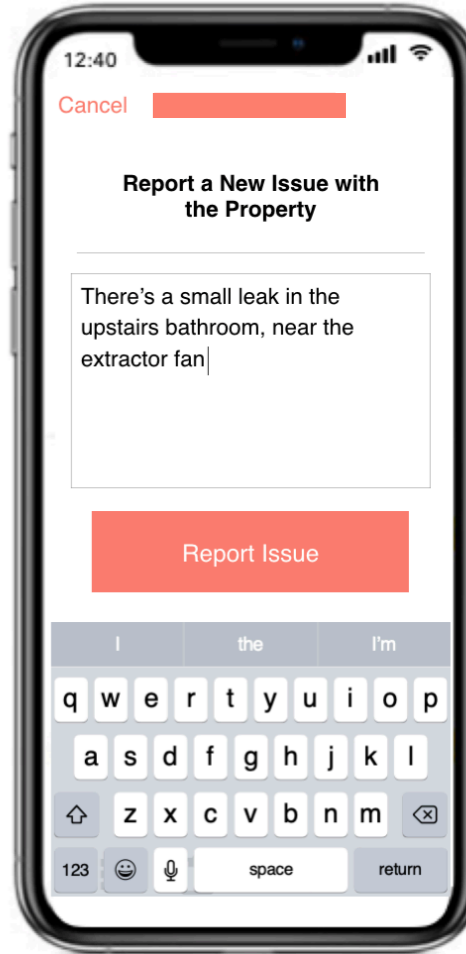 12:40
Cancel
Report a New Issue with
the Property
There’s a small leak in the
upstairs bathroom, near the
extractor fan
Report Issue
I the I’m
q w e r t y u i o p
a s d f g h j k l
z x c v b n m
123 space return